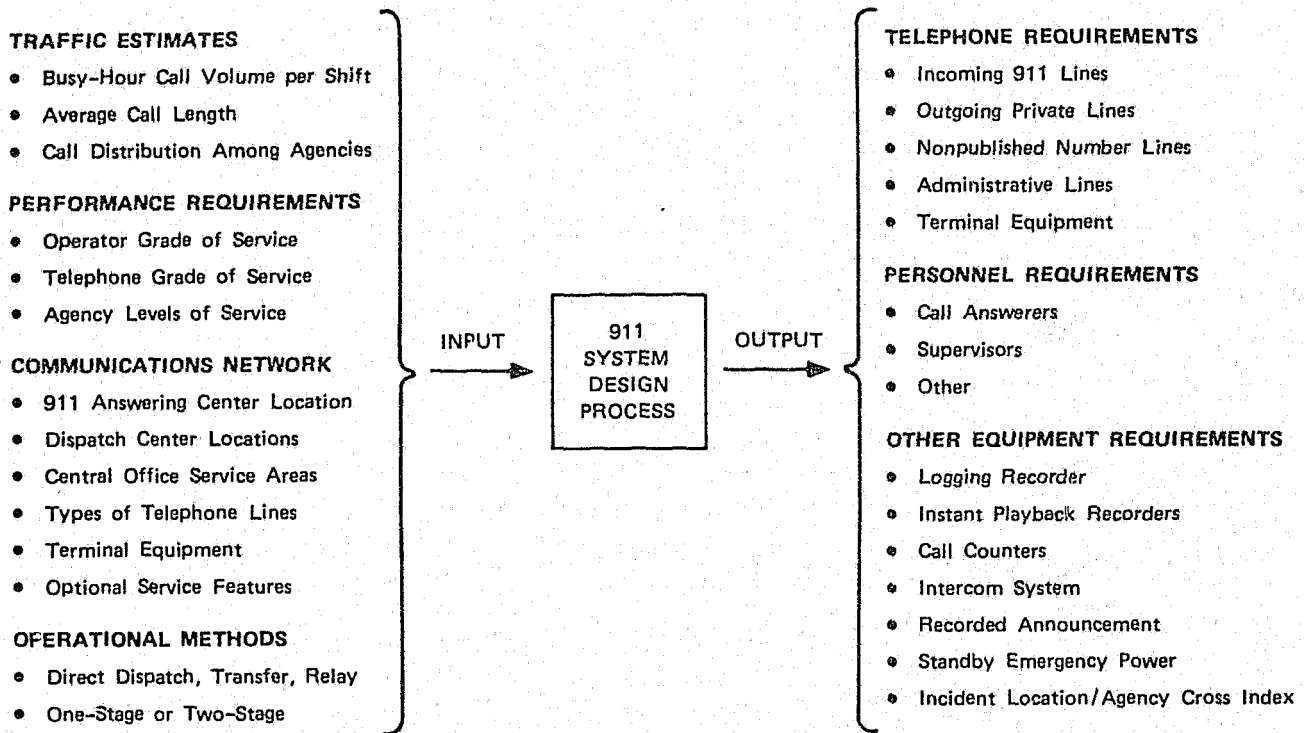 TRAFFIC ESTIMATES
• Busy-Hour Call Volume per Shift
• Average Call Length
• Call Distribution Among Agencies
PERFORMANCE REQUIREMENTS
• Operator Grade of Service
• Telephone Grade of Service
• Agency Levels of Service
COMMUNICATIONS NETWORK
• 911 Answering Center Location
• Dispatch Center Locations
• Central Office Service Areas
• Types of Telephone Lines
• Terminal Equipment
• Optional Service Features
OPERATIONAL METHODS
• Direct Dispatch, Transfer, Relay
• One-Stage or Two-Stage
INPUT
911
SYSTEM
DESIGN
PROCESS
OUTPUT
TELEPHONE REQUIREMENTS
• Incoming 911 Lines
• Outgoing Private Lines
• Nonpublished Number Lines
• Administrative Lines
• Terminal Equipment
PERSONNEL REQUIREMENTS
• Call Answerers
• Supervisors
• Other
OTHER EQUIPMENT REQUIREMENTS
• Logging Recorder
• Instant Playback Recorders
• Call Counters
• Intercom System
• Recorded Announcement
• Standby Emergency Power
• Incident Location/Agency Cross Index